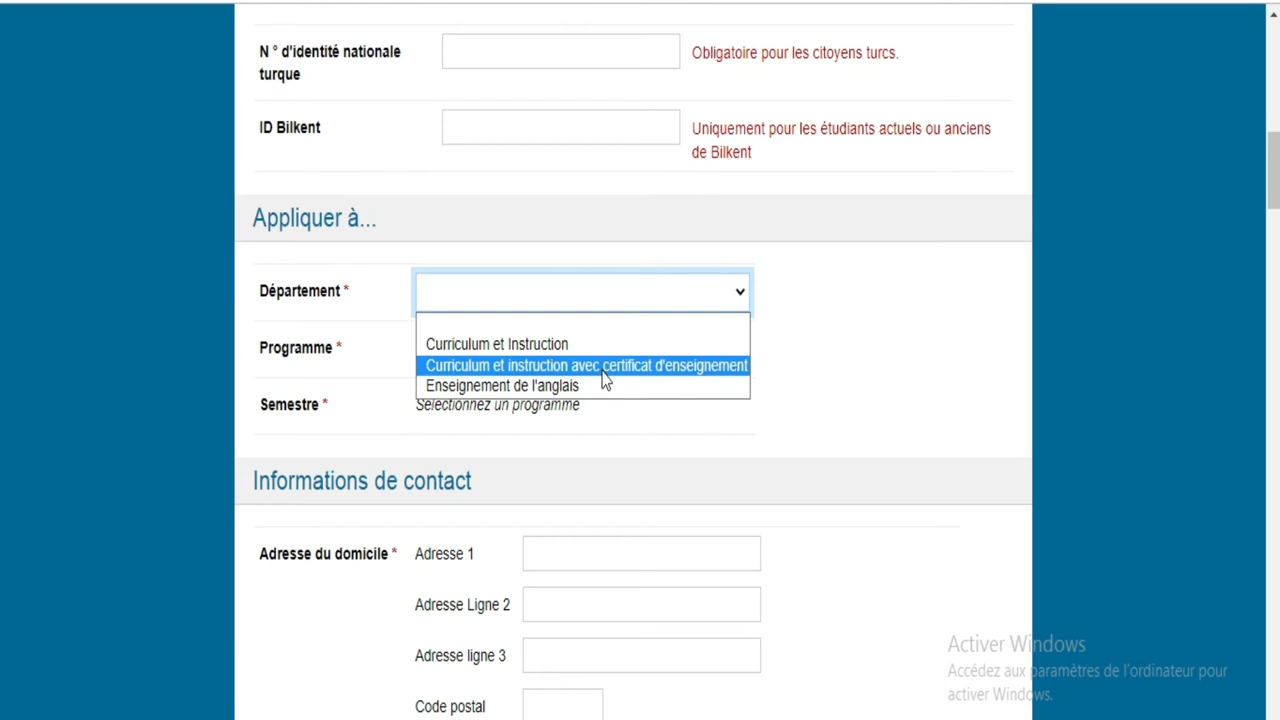 N ° d'identité nationale
turque
Obligatoire pour les citoyens turcs.
ID Bilkent
Uniquement pour les étudiants actuels ou anciens
de Bilkent
Appliquer à...
Département *
Curriculum et Instruction
Programme *
Curriculum et instruction avec certificat d'enseignement
Enseignement de l'anglais
Semestre *
Sélectionnez un programme
Informations de contact
Adresse du domicile *
Adresse 1
Adresse Ligne 2
Adresse ligne 3
Code postal
Activer Windows
Accédez aux paramètres de l'ordinateur pour
activer Windows.